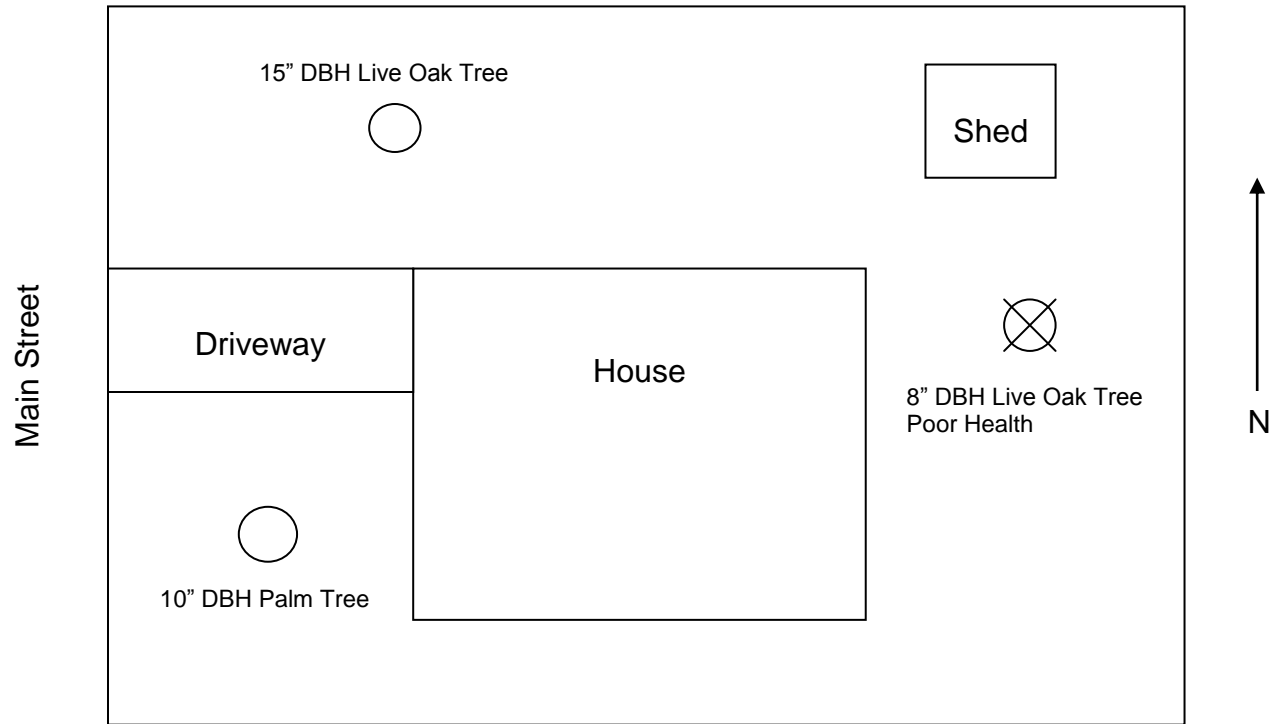 15” DBH Live Oak Tree
Shed
Main Street
Driveway
House
8” DBH Live Oak Tree
Poor Health
N
10” DBH Palm Tree